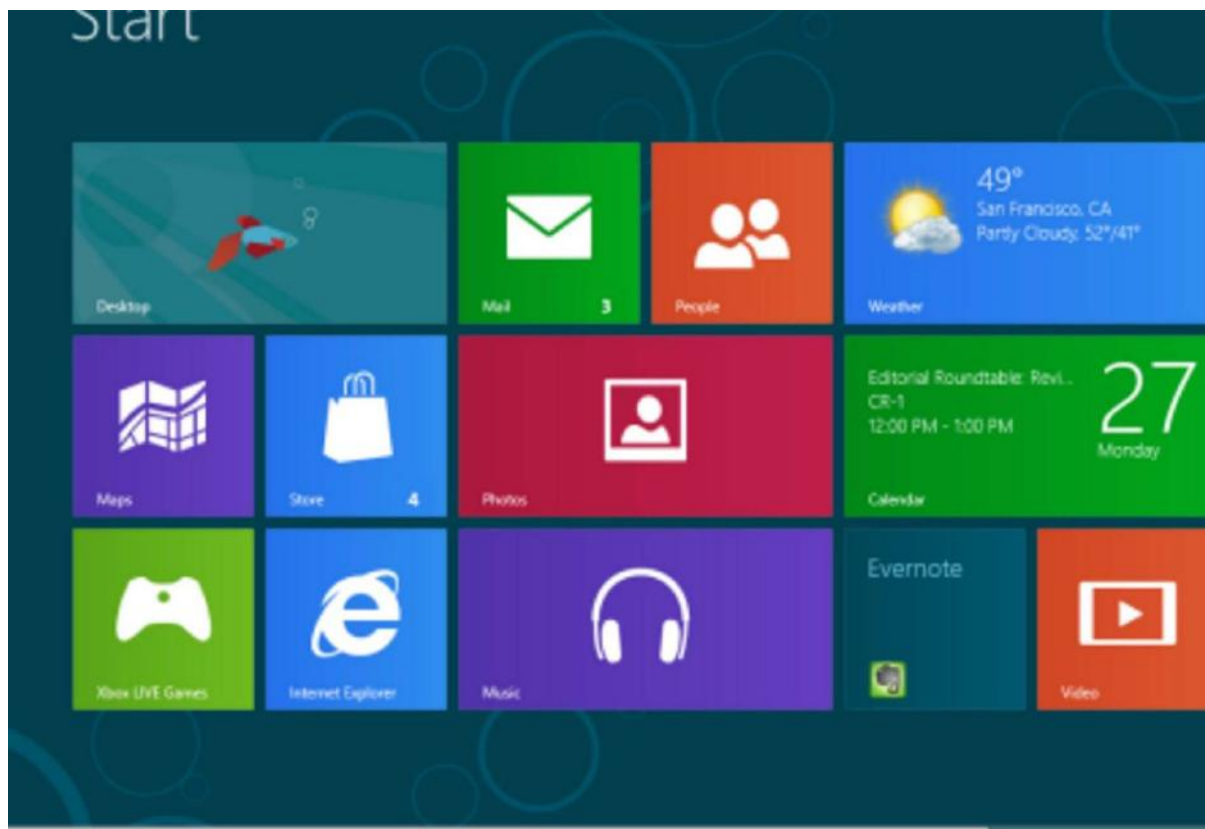 Start
Desktop
Mail 3
People
49°
San Francisco, CA
Partly Cloudy: 52°/41°
Weather
Maps
Store 4
Photos
Editorial Roundtable: Revi...
CR-1
12:00 PM - 1:00 PM
27
Monday
Calendar
Xbox LIVE Games
Internet Explorer
Music
Evernote
Video